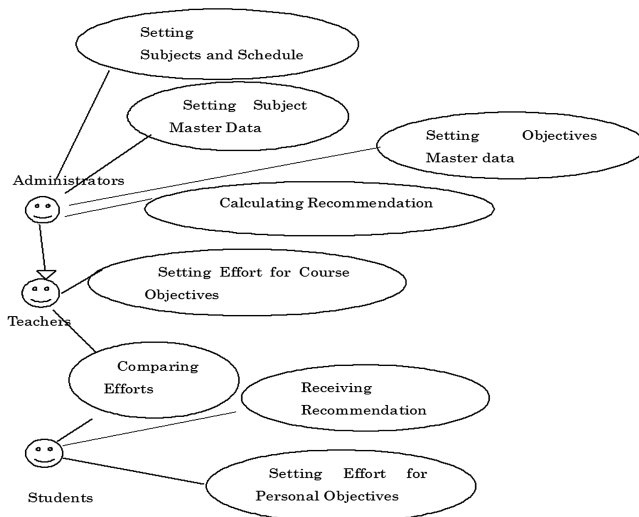 Setting
Subjects and Schedule
Setting Subject
Master Data
Setting Objectives
Master data
Administrators
Calculating Recommendation
Setting Effort for Course
Objectives
Teachers
Comparing
Efforts
Receiving
Recommendation
Setting Effort for
Personal Objectives
Students